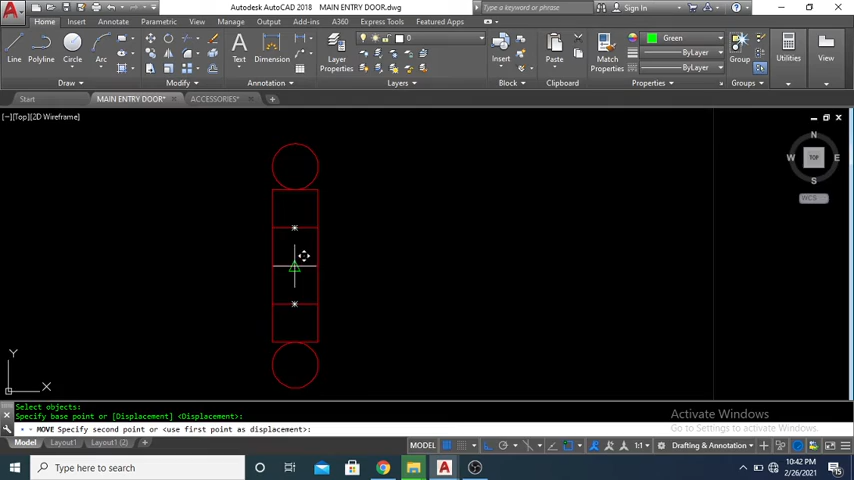 Autodesk AutoCAD 2018 MAIN ENTRY DOOR.dwg
Type a keyword or phrase
Sign In
Home Insert Annotate Parametric View Manage Output Add-ins A360 Express Tools Featured Apps
Line Polyline Circle Arc
Text Dimension
Layer
Properties
0
Insert
Paste
Match
Properties
Green
ByLayer
ByLayer
Group
Utilities
View
Draw Modify Annotation Layers Block Clipboard Properties Groups
Start MAIN ENTRY DOOR* ACCESSORIES*
[–][Top][2D Wireframe]
N
W TOP E
S
WCS
Y
X
Select objects:
Specify base point or [Displacement] <Displacement>:
MOVE Specify second point or <use first point as displacement>:
Activate Windows
Go to Settings to activate Windows.
Model Layout1 Layout1 (2) +
MODEL
1:1
Drafting & Annotation
Type here to search
10:42 PM
2/26/2021
15